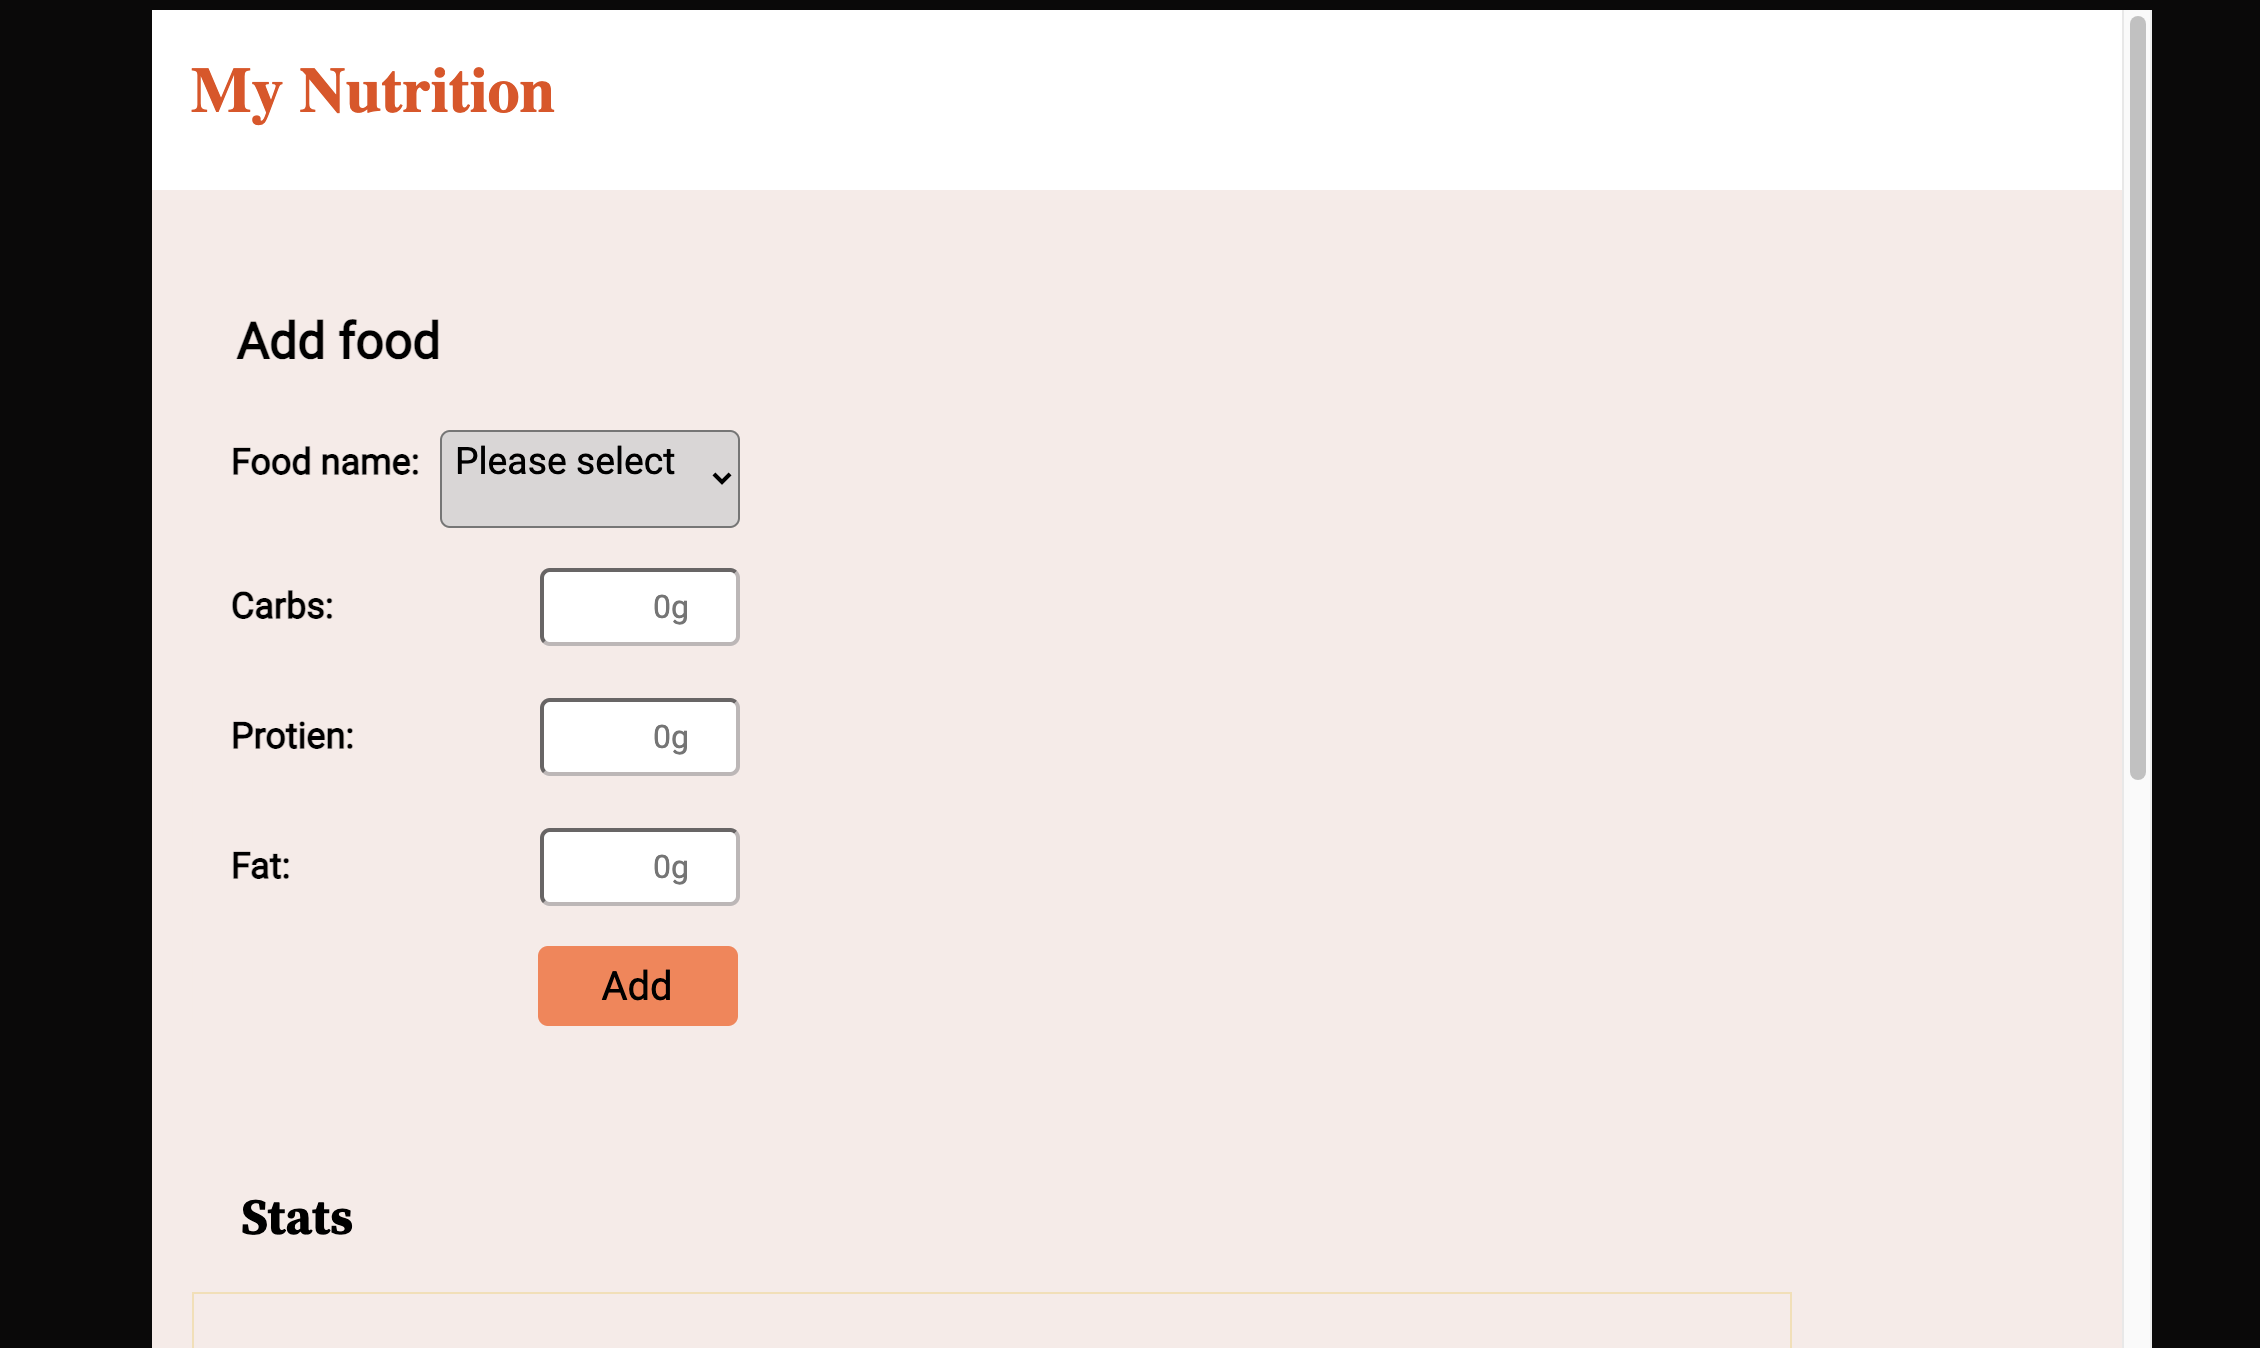 My Nutrition
Add food
Food name: Please select
Carbs: 0g
Protien: 0g
Fat: 0g
Add
Stats